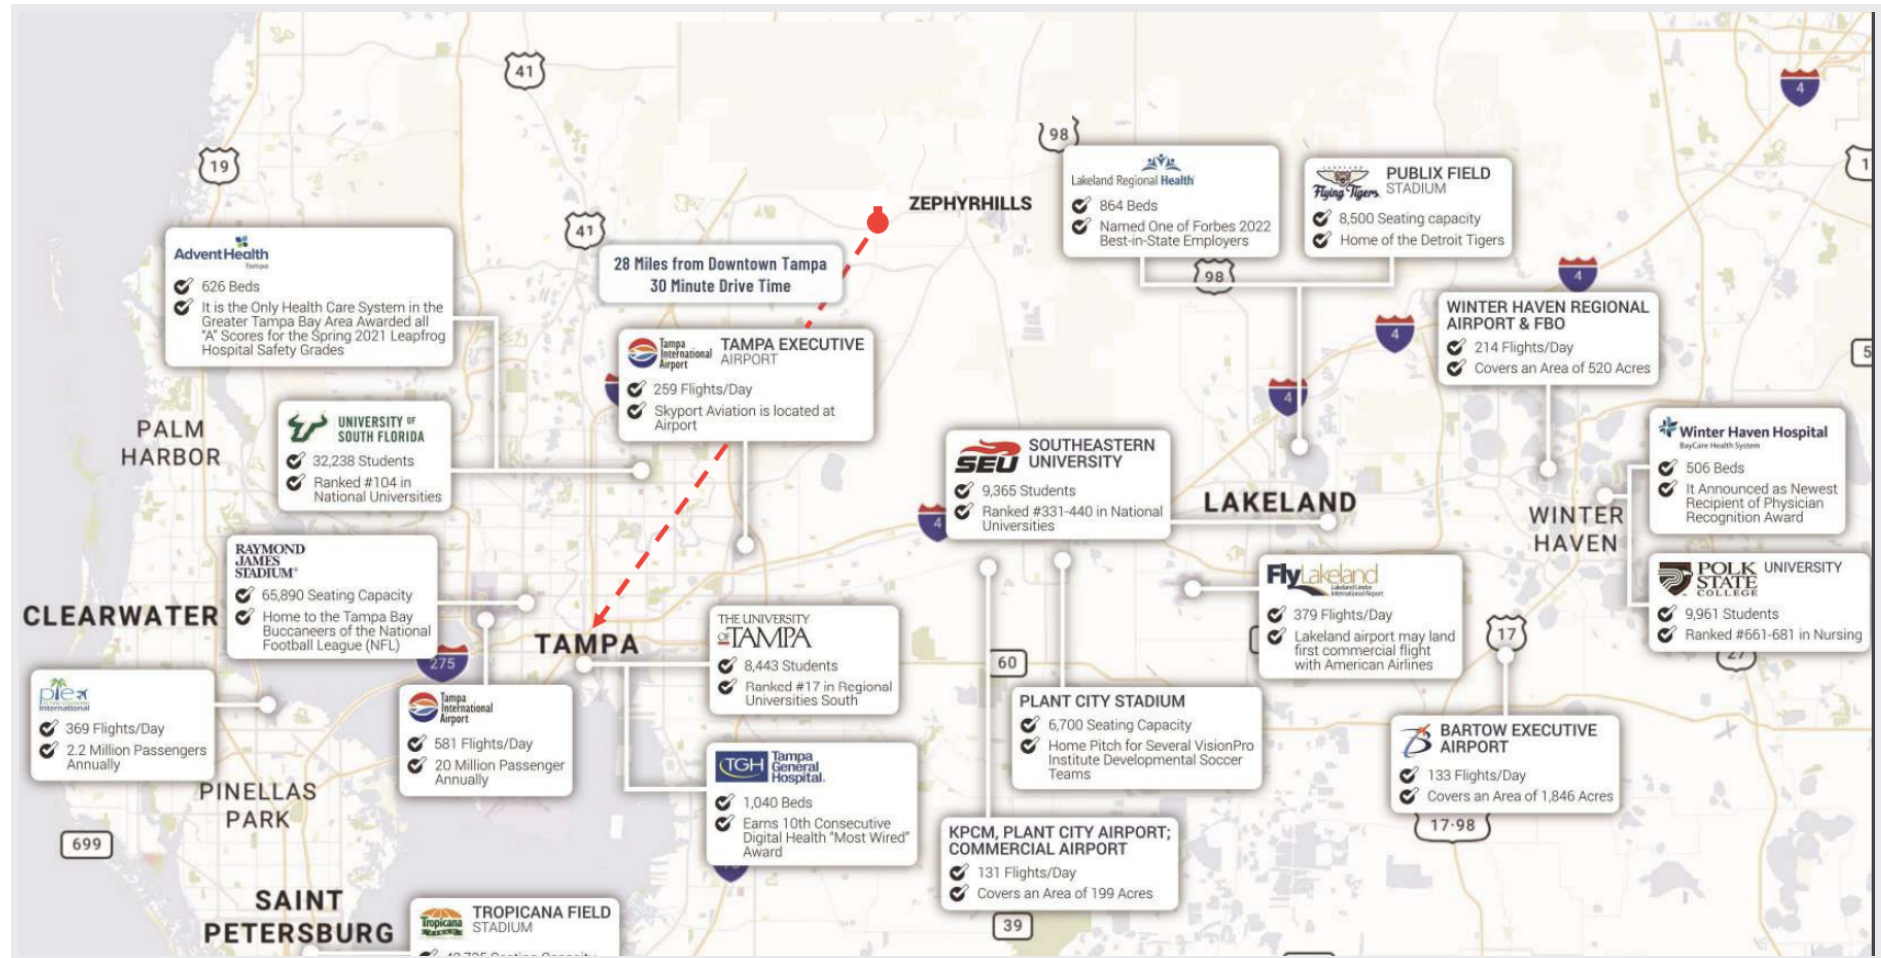 41
4
98
19
1
Lakeland Regional Health
864 Beds
Named One of Forbes 2022
Best-in-State Employers
LAKELAND
Flying Tigers
PUBLIX FIELD
STADIUM
8,500 Seating capacity
Home of the Detroit Tigers
ZEPHYRHILLS
41
AdventHealth
Tampa
626 Beds
It is the Only Health Care System in the
Greater Tampa Bay Area Awarded all
"A" Scores for the Spring 2021 Leapfrog
Hospital Safety Grades
28 Miles from Downtown Tampa
30 Minute Drive Time
98
4
WINTER HAVEN REGIONAL
AIRPORT & FBO
214 Flights/Day
Covers an Area of 520 Acres
4
5
Tampa
International
Airport
TAMPA EXECUTIVE
AIRPORT
259 Flights/Day
Skyport Aviation is located at
Airport
4
PALM
HARBOR
UNIVERSITY OF
SOUTH FLORIDA
32,238 Students
Ranked #104 in
National Universities
SEU
SOUTHEASTERN
UNIVERSITY
9,365 Students
Ranked #331-440 in National
Universities
4
LAKELAND
WINTER
HAVEN
Winter Haven Hospital
BayCare Health System
506 Beds
It Announced as Newest
Recipient of Physician
Recognition Award
RAYMOND
JAMES
STADIUM
65,890 Seating Capacity
Home to the Tampa Bay
Buccaneers of the National
Football League (NFL)
CLEARWATER
275
TAMPA
THE UNIVERSITY
OF TAMPA
8,443 Students
Ranked #17 in Regional
Universities South
FlyLakeland
Lakeland Linder
International Airport
379 Flights/Day
Lakeland airport may land
first commercial flight
with American Airlines
POLK
STATE
COLLEGE
UNIVERSITY
9,961 Students
Ranked #661-681 in Nursing
17
27
60
pie
International
369 Flights/Day
2.2 Million Passengers
Annually
Tampa
International
Airport
581 Flights/Day
20 Million Passenger
Annually
PLANT CITY STADIUM
6,700 Seating Capacity
Home Pitch for Several VisionPro
Institute Developmental Soccer
Teams
BARTOW EXECUTIVE
AIRPORT
133 Flights/Day
Covers an Area of 1,846 Acres
17-98
TGH
Tampa
General
Hospital.
1,040 Beds
Earns 10th Consecutive
Digital Health "Most Wired"
Award
PINELLAS
PARK
699
KPCM, PLANT CITY AIRPORT;
COMMERCIAL AIRPORT
131 Flights/Day
Covers an Area of 199 Acres
39
SAINT
PETERSBURG
Tropicana
FIELD
TROPICANA FIELD
STADIUM
Seating Capacity